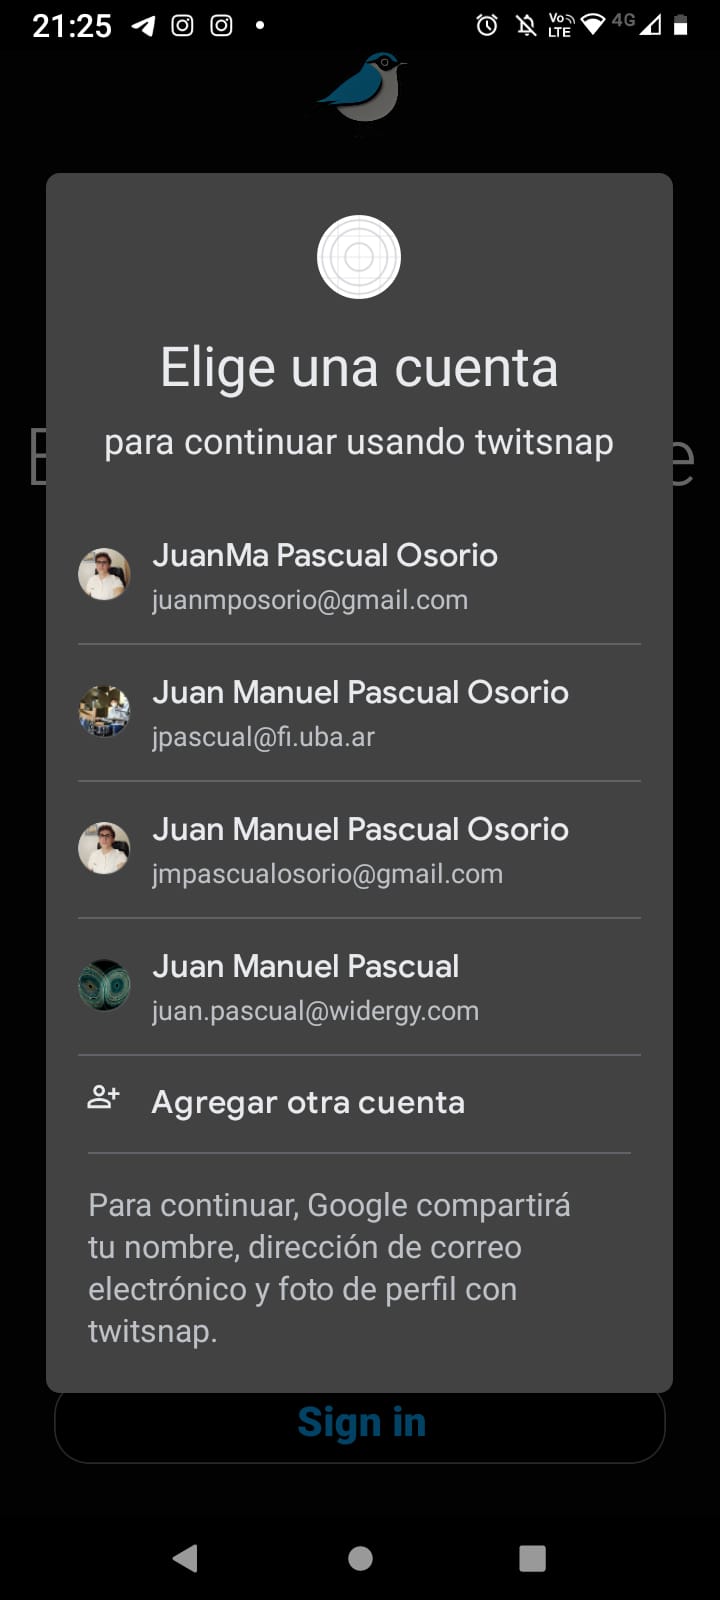 21:25
Vo LTE 4G
Elige una cuenta
para continuar usando twitsnap
E
e
JuanMa Pascual Osorio
juanmposorio@gmail.com
Juan Manuel Pascual Osorio
jpascual@fi.uba.ar
Juan Manuel Pascual Osorio
jmpascualosorio@gmail.com
Juan Manuel Pascual
juan.pascual@widergy.com
Agregar otra cuenta
Para continuar, Google compartirá
tu nombre, dirección de correo
electrónico y foto de perfil con
twitsnap.
Sign in